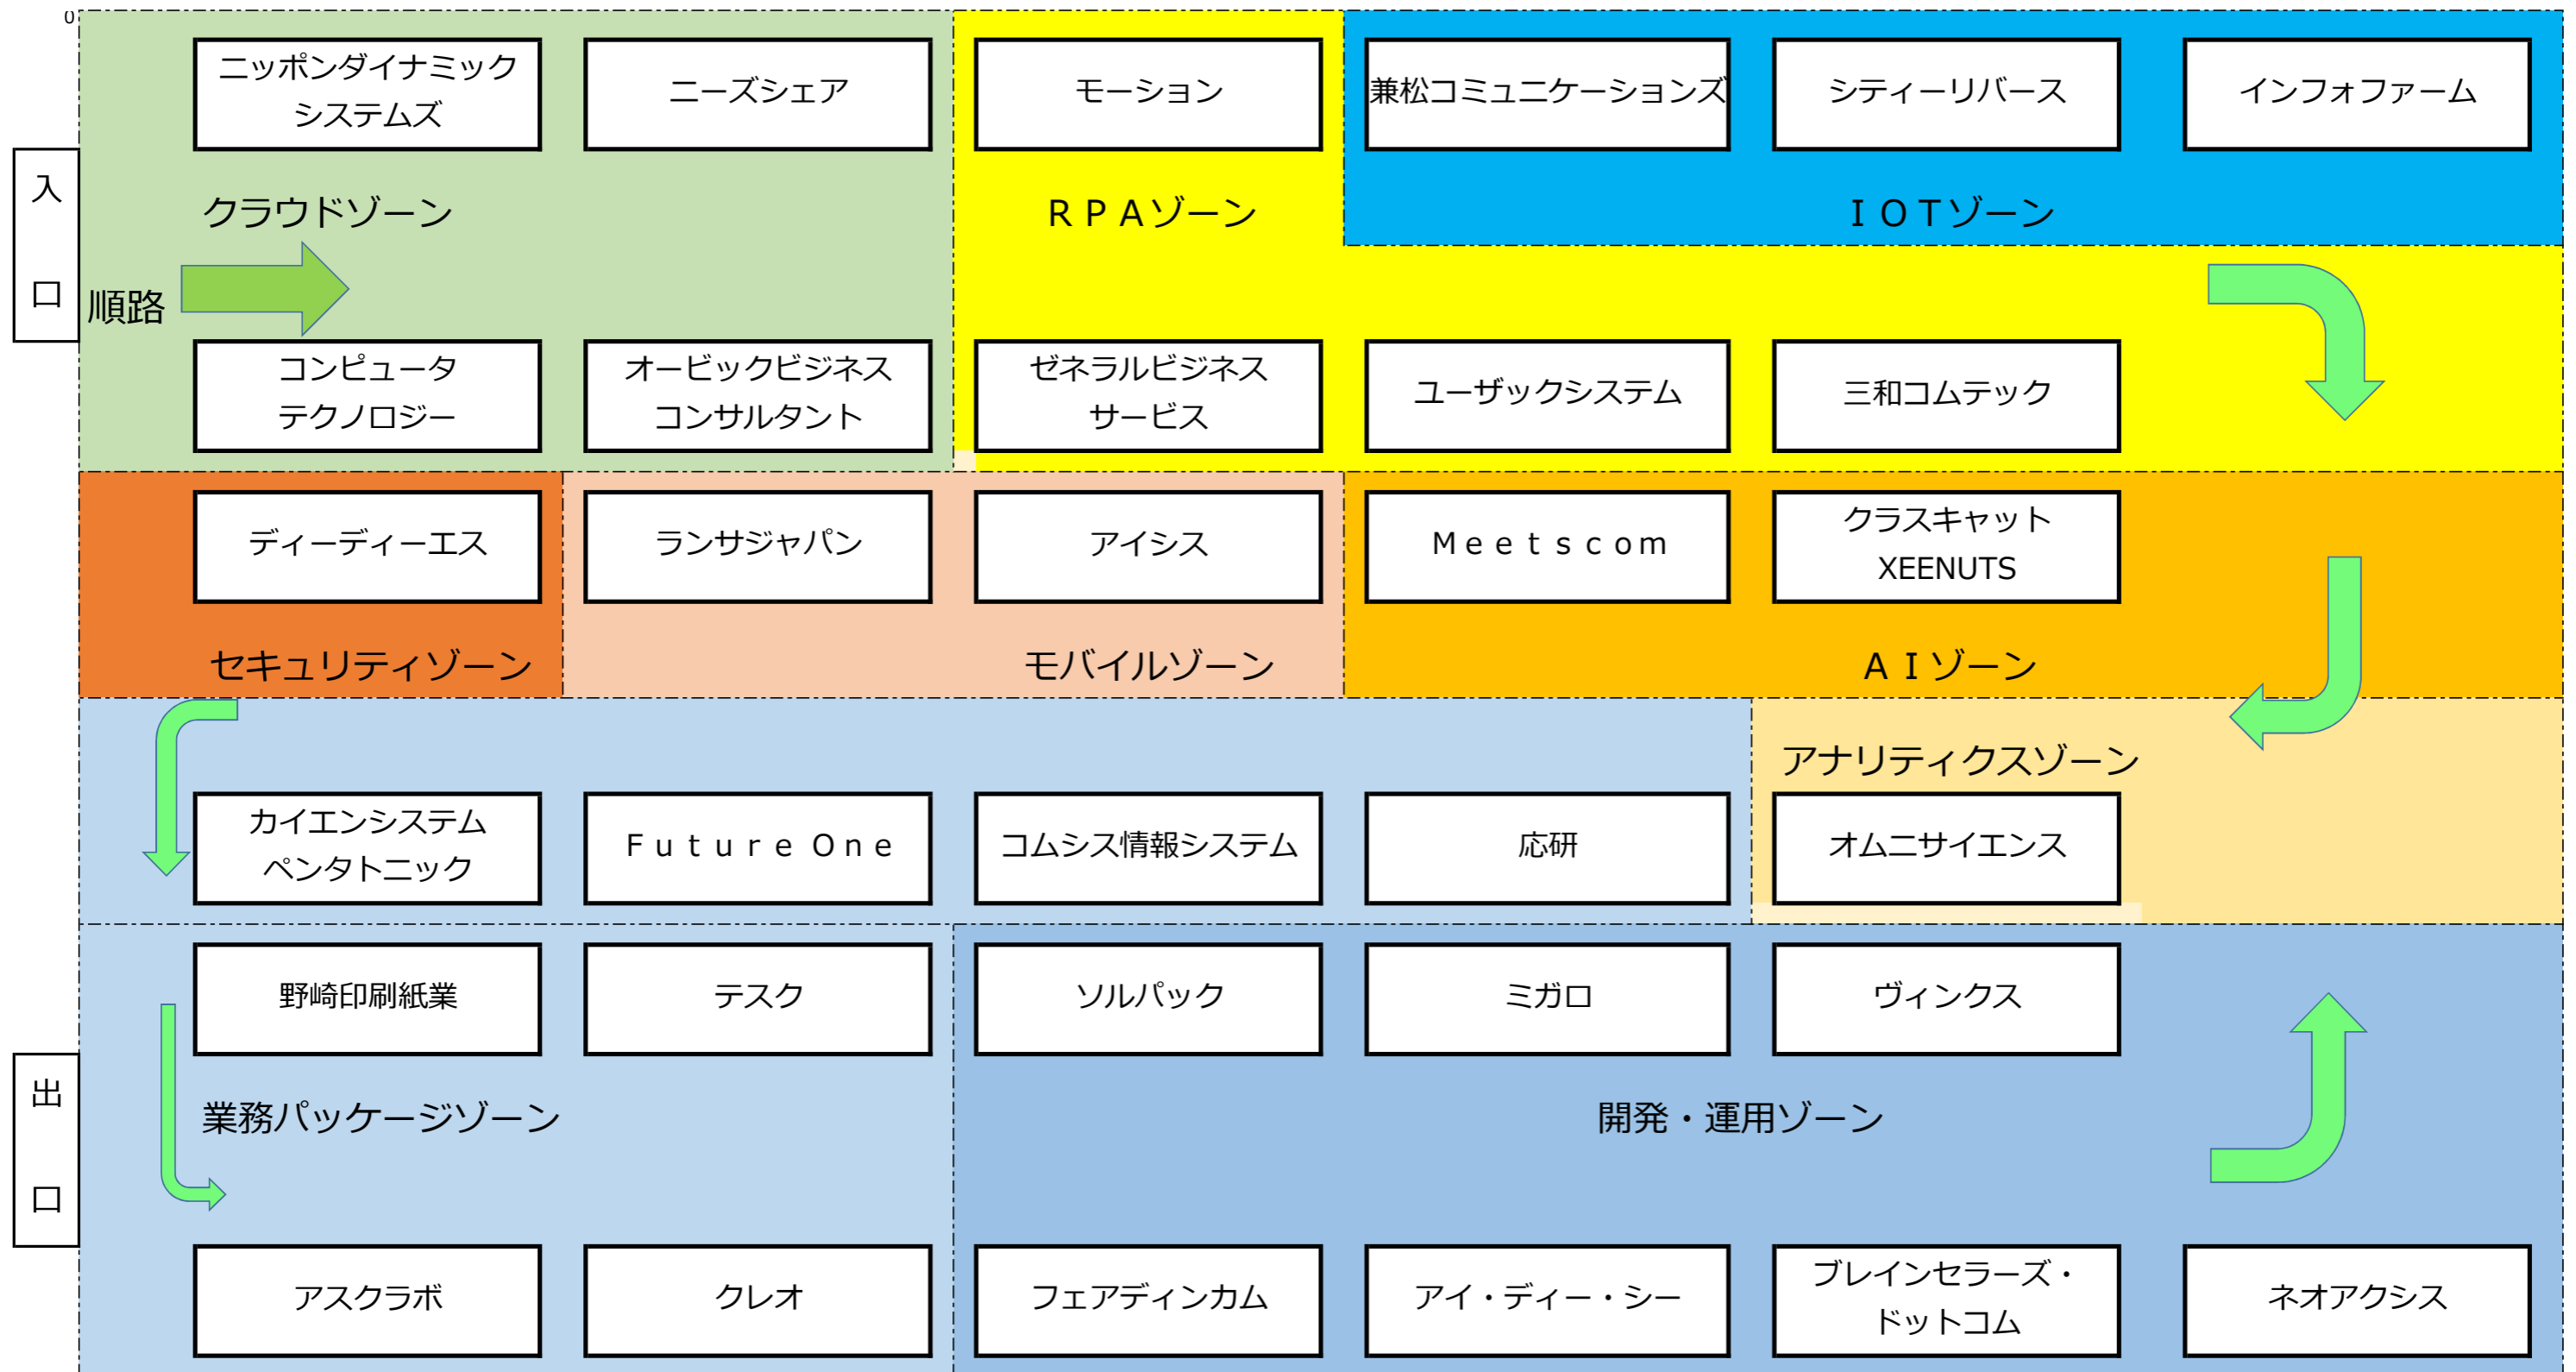 0
ニッポンダイナミック
システムズ
ニーズシェア
モーション
兼松コミュニケーションズ
シティーリバース
インフォファーム
入
口
クラウドゾーン
ＲＰＡゾーン
ＩＯＴゾーン
順路
コンピュータ
テクノロジー
オービックビジネス
コンサルタント
ゼネラルビジネス
サービス
ユーザックシステム
三和コムテック
ディーディーエス
ランサジャパン
アイシス
Ｍｅｅｔｓｃｏｍ
クラスキャット
XEENUTS
セキュリティゾーン
モバイルゾーン
ＡＩゾーン
アナリティクスゾーン
カイエンシステム
ペンタトニック
Ｆｕｔｕｒｅ Ｏｎｅ
コムシス情報システム
応研
オムニサイエンス
野崎印刷紙業
テスク
ソルパック
ミガロ
ヴィンクス
出
口
業務パッケージゾーン
開発・運用ゾーン
アスクラボ
クレオ
フェアディンカム
アイ・ディー・シー
ブレインセラーズ・
ドットコム
ネオアクシス